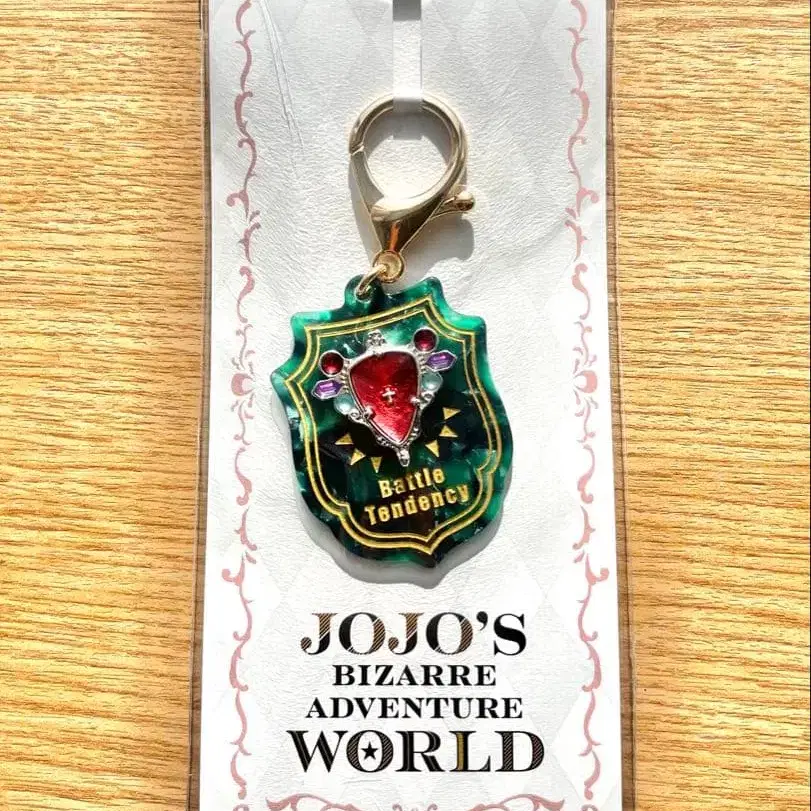 Battle
Tendency
JOJO'S
BIZARRE
ADVENTURE
WORLD